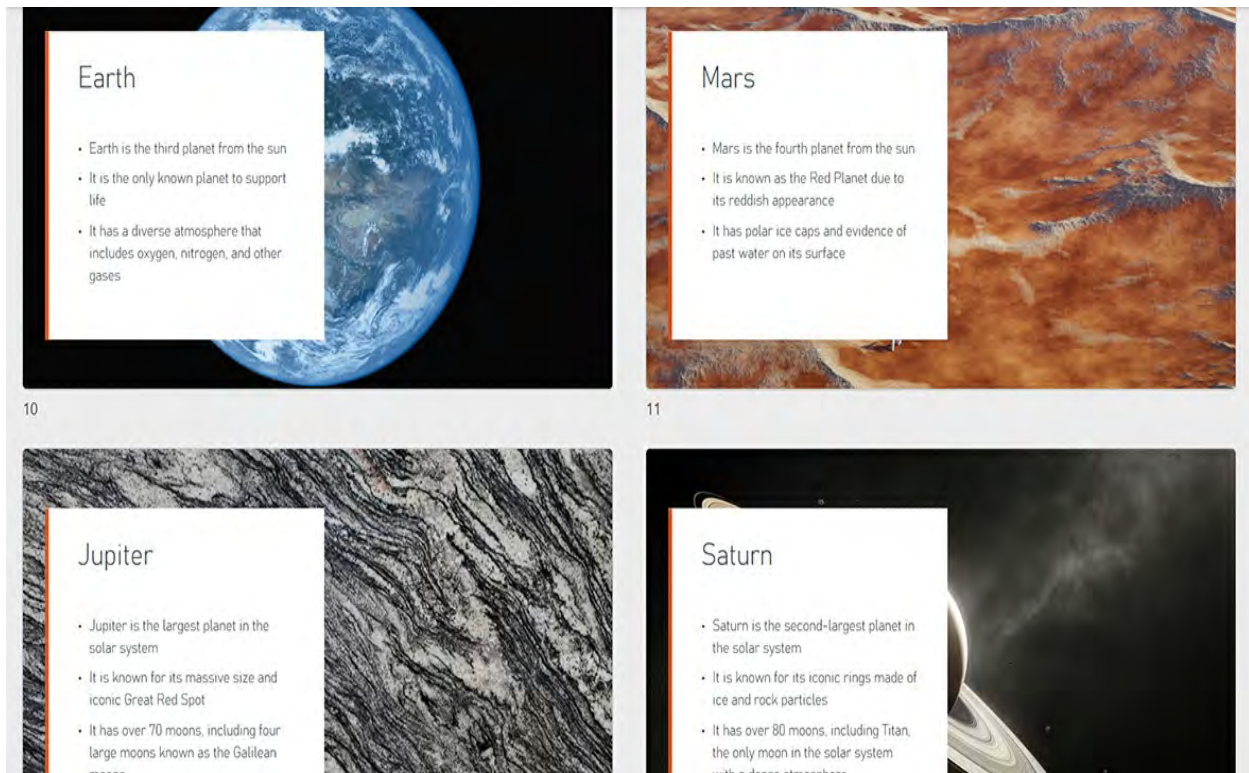 Earth
• Earth is the third planet from the sun
• It is the only known planet to support
life
• It has a diverse atmosphere that
includes oxygen, nitrogen, and other
gases
10
Mars
• Mars is the fourth planet from the sun
• It is known as the Red Planet due to
its reddish appearance
• It has polar ice caps and evidence of
past water on its surface
11
Jupiter
• Jupiter is the largest planet in the
solar system
• It is known for its massive size and
iconic Great Red Spot
• It has over 70 moons, including four
large moons known as the Galilean
Saturn
• Saturn is the second-largest planet in
the solar system
• It is known for its iconic rings made of
ice and rock particles
• It has over 80 moons, including Titan,
the only moon in the solar system
with a dense atmosphere